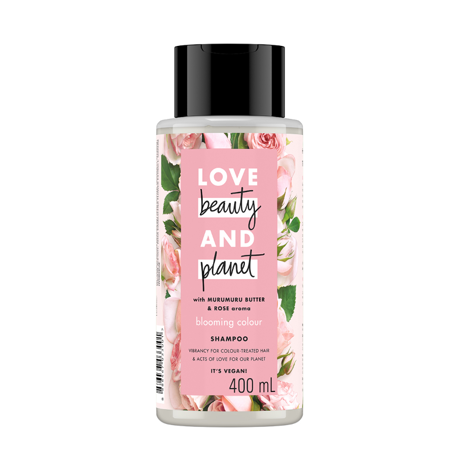 LOVE
beauty
AND
planet
with MURUMURU BUTTER
& ROSE aroma
blooming colour
SHAMPOO
VIBRANCY FOR COLOUR-TREATED HAIR
& ACTS OF LOVE FOR OUR PLANET
IT'S VEGAN!
400 mL